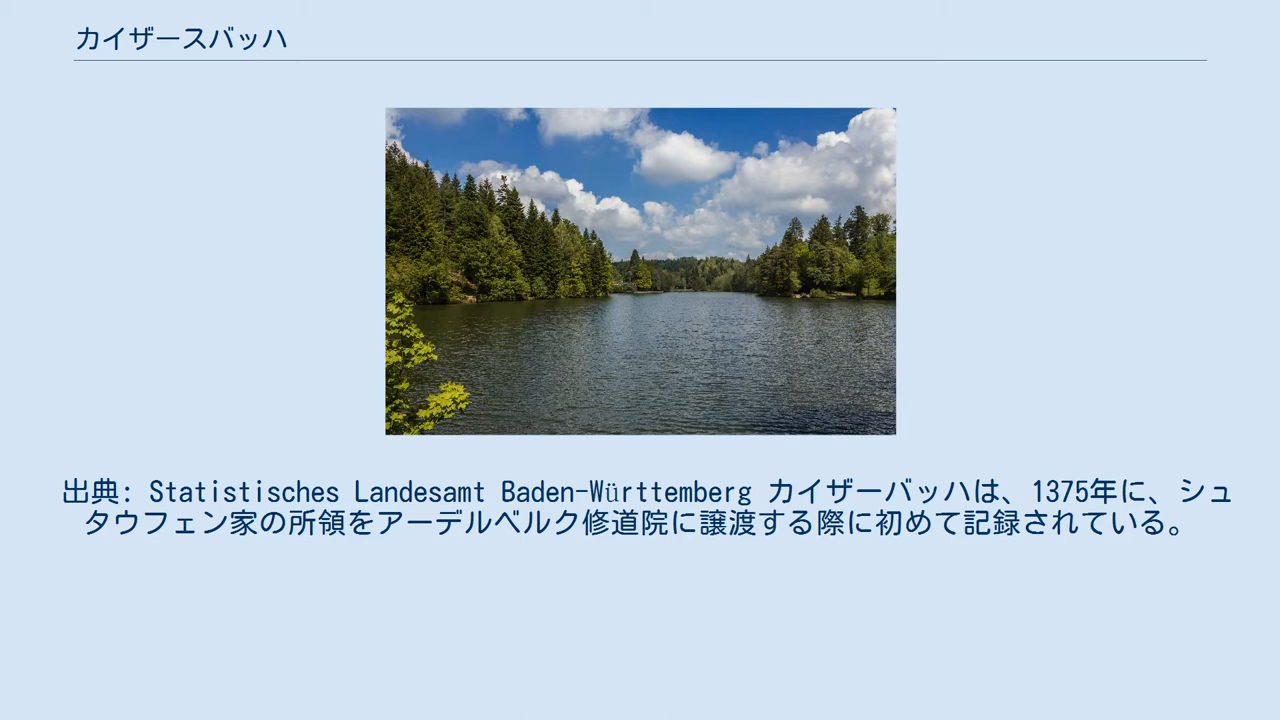 カイザースバッハ
出典: Statistisches Landesamt Baden-Württemberg カイザーバッハは、1375年に、シュ
タウフェン家の所領をアーデルベルク修道院に譲渡する際に初めて記録されている。